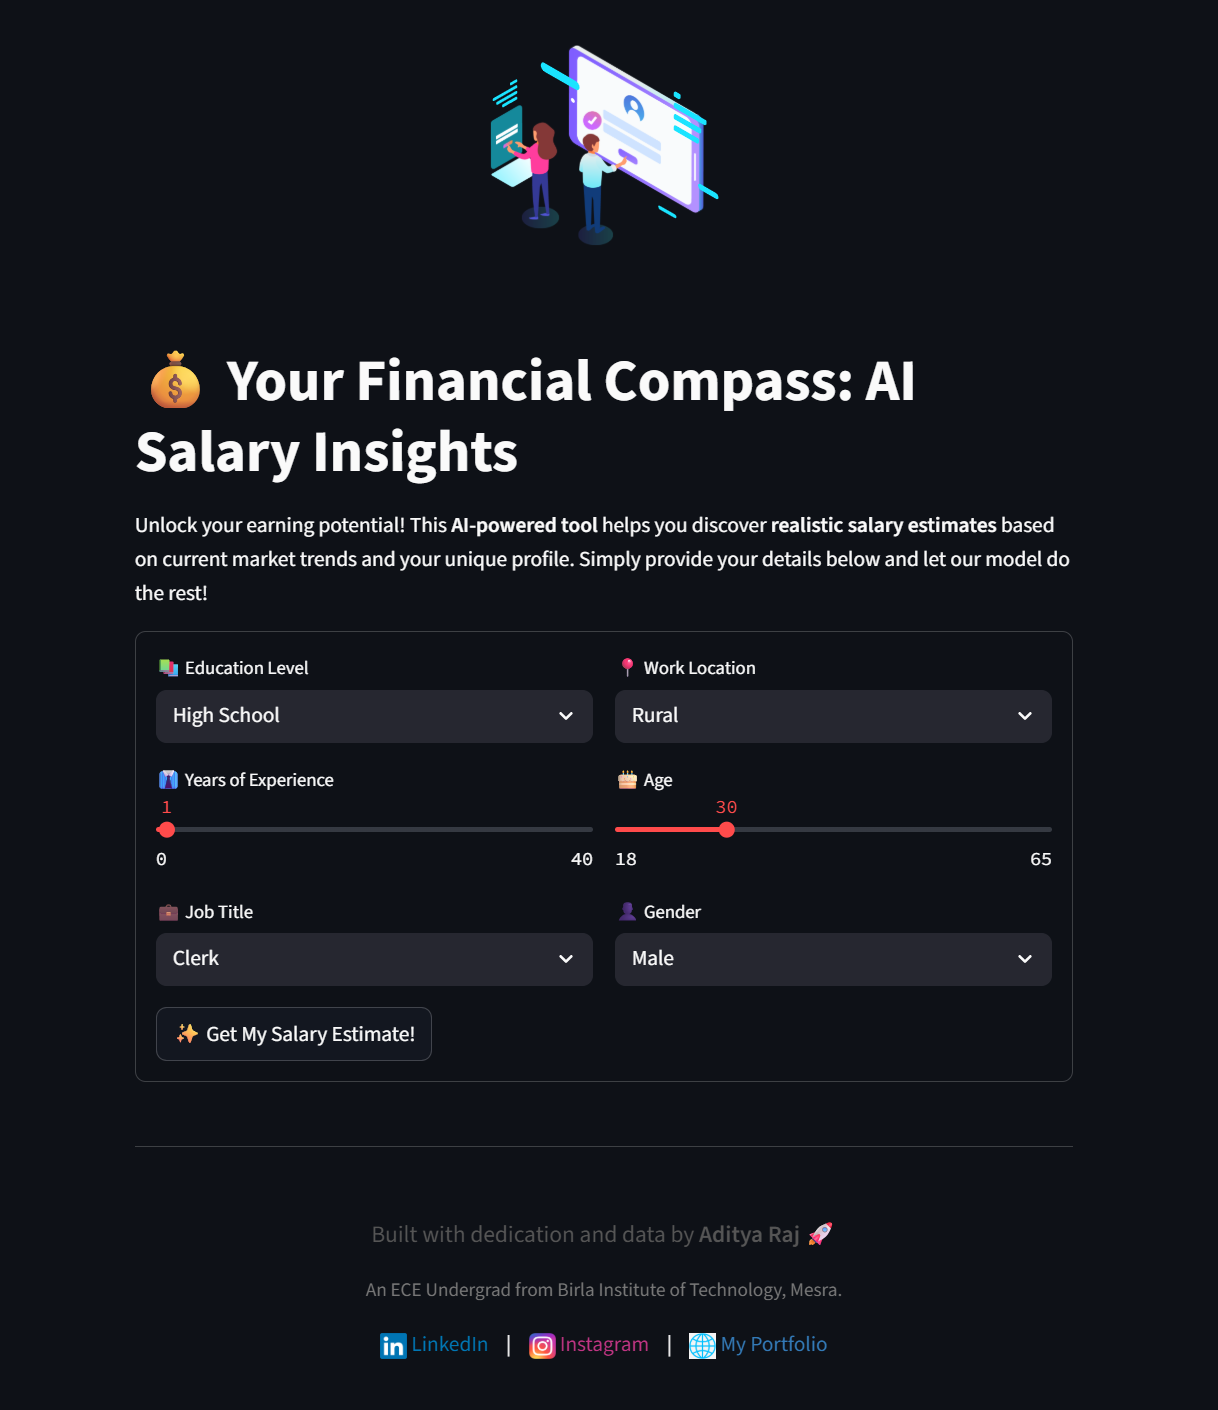 💰 Your Financial Compass: AI
Salary Insights
Unlock your earning potential! This AI-powered tool helps you discover realistic salary estimates based
on current market trends and your unique profile. Simply provide your details below and let our model do
the rest!
📚 Education Level
High School
📍 Work Location
Rural
👔 Years of Experience
1
0 40
🎂 Age
30
18 65
💼 Job Title
Clerk
👤 Gender
Male
✨ Get My Salary Estimate!
Built with dedication and data by Aditya Raj 🚀
An ECE Undergrad from Birla Institute of Technology, Mesra.
in LinkedIn | Instagram | My Portfolio